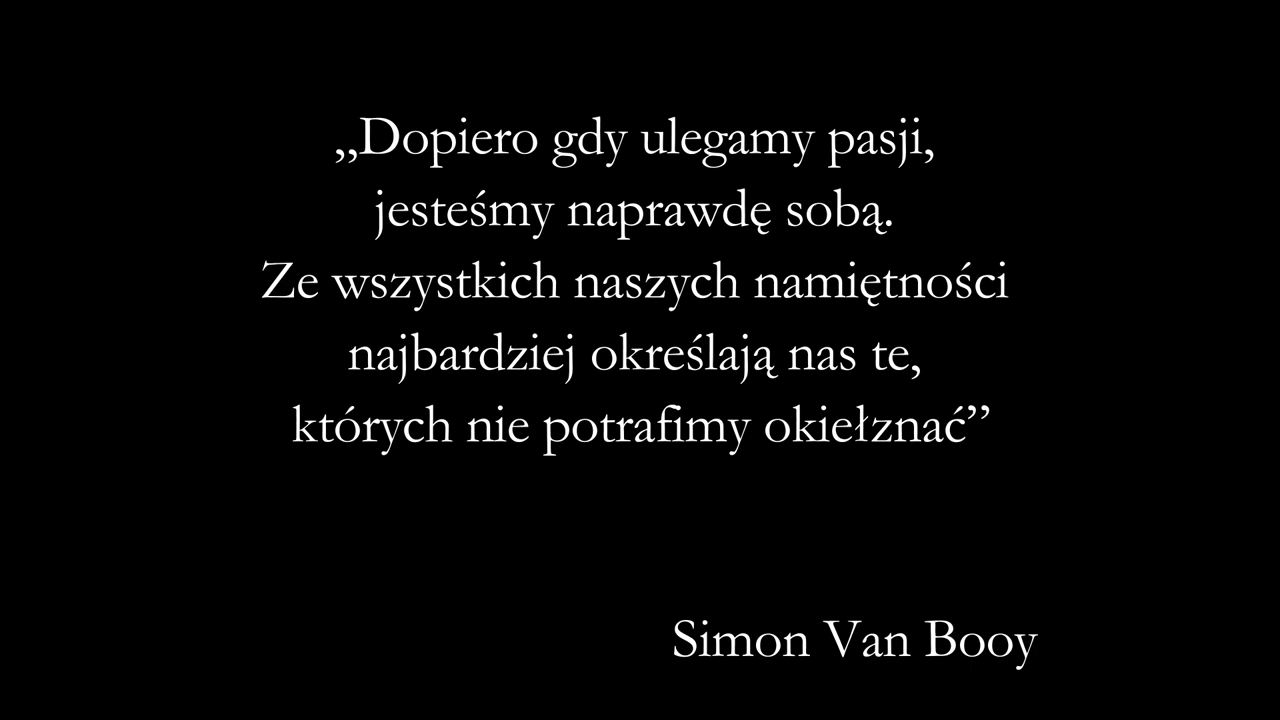 „Dopiero gdy ulegamy pasji,
jesteśmy naprawdę sobą.
Ze wszystkich naszych namiętności
najbardziej określają nas te,
których nie potrafimy okiełznać”
Simon Van Booy